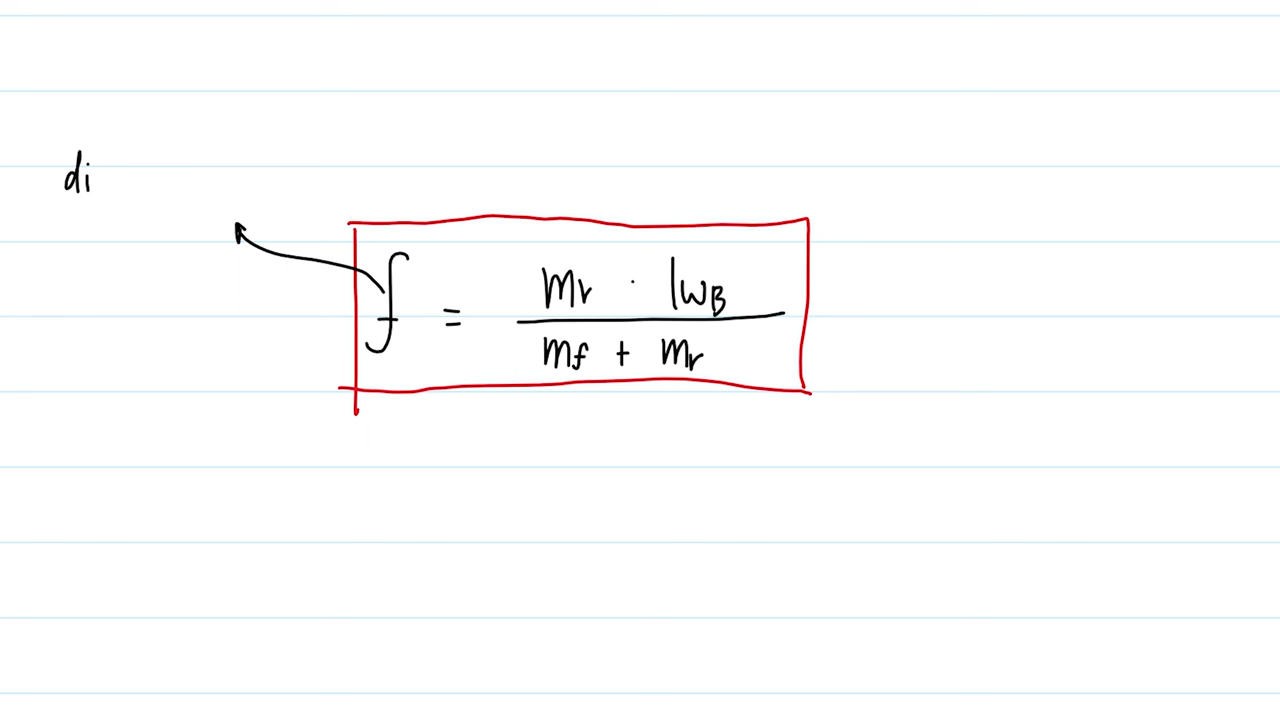 di
f = mr · lwB / mf + mr